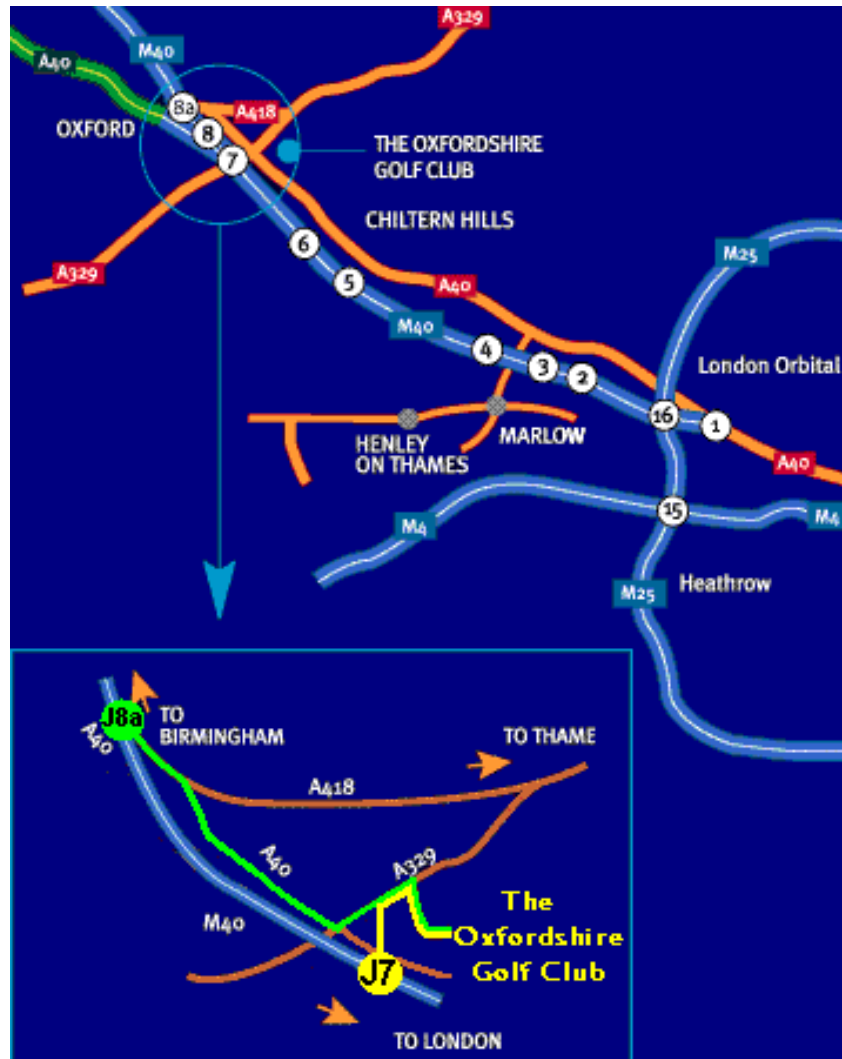 A329
M40
A40
8a
A418
OXFORD
8
7
THE OXFORDSHIRE
GOLF CLUB
CHILTERN HILLS
6
A329
5
A40
M25
M40
4
3
2
London Orbital
16
1
HENLEY
ON THAMES
MARLOW
A40
15
M4
M4
M25
Heathrow
J8a
TO
BIRMINGHAM
A40
TO THAME
A418
A40
A329
M40
The
Oxfordshire
Golf Club
J7
TO LONDON